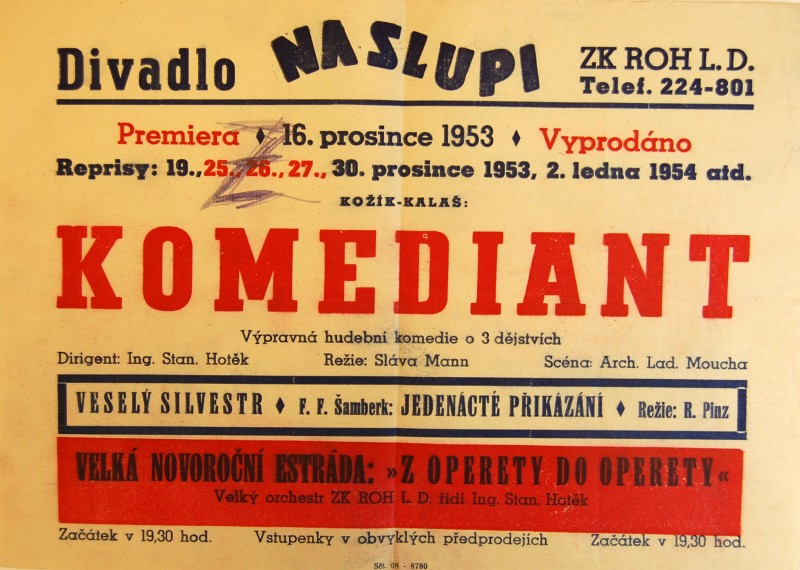 Divadlo NA SLUPI ZK ROH L. D.
Telef. 224-801
Premiera ♦ 16. prosince 1953 ♦ Vyprodáno
Reprisy: 19., 25., 26., 27., 30. prosince 1953, 2. ledna 1954 atd.
KOŽÍK-KALAŠ:
KOMEDIANT
Výpravná hudební komedie o 3 dějstvích
Dirigent: Ing. Stan. Hotěk Režie: Sláva Mann Scéna: Arch. Lad. Moucha
VESELÝ SILVESTR ♦ F. F. Šamberk: JEDENÁCTÉ PŘIKÁZÁNÍ ♦ Režie: R. Pinz
VELKÁ NOVOROČNÍ ESTRÁDA: »Z OPERETY DO OPERETY«
Velký orchestr ZK ROH L. D. řídí Ing. Stan. Hotěk
Začátek v 19,30 hod. Vstupenky v obvyklých předprodejích Začátek v 19,30 hod.
Sčt. 08 - 8780